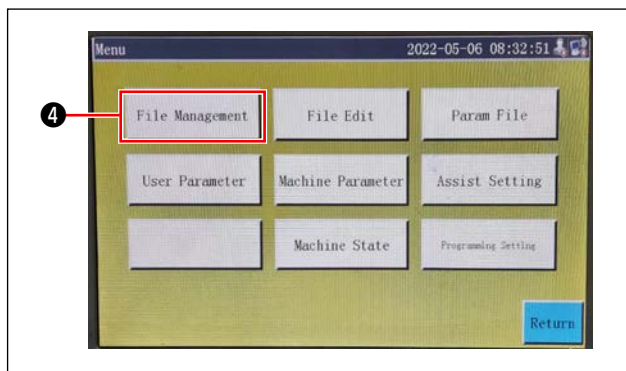 Menu 2022-05-06 08:32:51
4
File Management File Edit Param File
User Parameter Machine Parameter Assist Setting
Machine State Programming Setting
Return